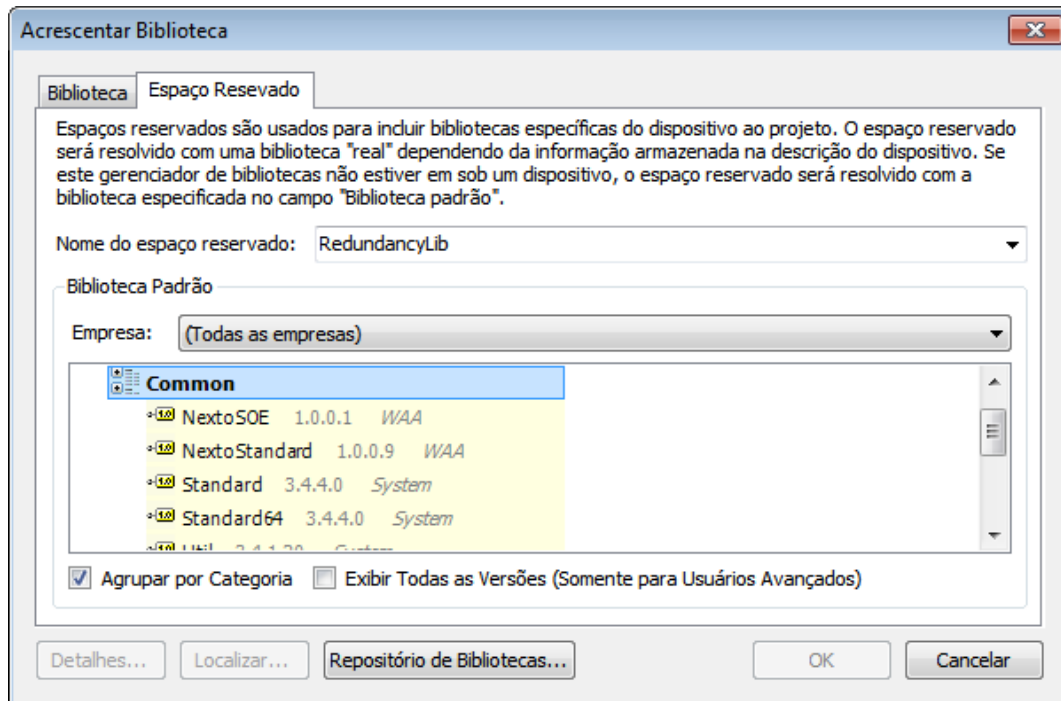 Acrescentar Biblioteca
Biblioteca
Espaço Resevado
Espaços reservados são usados para incluir bibliotecas específicas do dispositivo ao projeto. O espaço reservado
será resolvido com uma biblioteca "real" dependendo da informação armazenada na descrição do dispositivo. Se
este gerenciador de bibliotecas não estiver em sob um dispositivo, o espaço reservado será resolvido com a
biblioteca especificada no campo "Biblioteca padrão".
Nome do espaço reservado: RedundancyLib
Biblioteca Padrão
Empresa: (Todas as empresas)
Common
NextoSOE 1.0.0.1 WAA
NextoStandard 1.0.0.9 WAA
Standard 3.4.4.0 System
Standard64 3.4.4.0 System
Agrupar por Categoria Exibir Todas as Versões (Somente para Usuários Avançados)
Detalhes... Localizar... Repositório de Bibliotecas... OK Cancelar